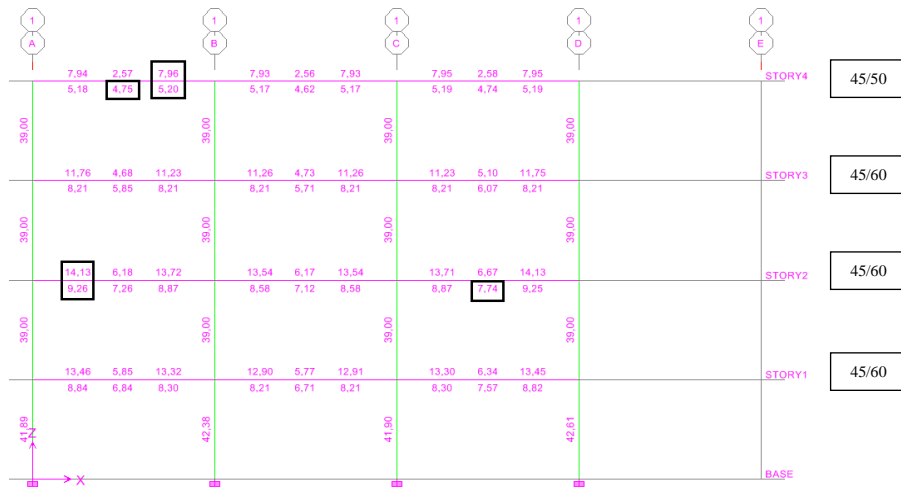 1 1 1 1 1
A B C D E
7,94 2,57 7,96 7,93 2,56 7,93 7,95 2,58 7,95 STORY4 45/50
5,18 4,75 5,20 5,17 4,62 5,17 5,19 4,74 5,19
39,00 39,00 39,00 39,00
11,76 4,68 11,23 11,26 4,73 11,26 11,23 5,10 11,75 STORY3 45/60
8,21 5,85 8,21 8,21 5,71 8,21 8,21 6,07 8,21
39,00 39,00 39,00 39,00
14,13 6,18 13,72 13,54 6,17 13,54 13,71 6,67 14,13 STORY2 45/60
9,26 7,26 8,87 8,58 7,12 8,58 8,87 7,74 9,25
39,00 39,00 39,00 39,00
13,46 5,85 13,32 12,90 5,77 12,91 13,30 6,34 13,45 STORY1 45/60
8,84 6,84 8,30 8,21 6,71 8,21 8,30 7,57 8,82
41,89 42,38 41,90 42,61
Z
X BASE